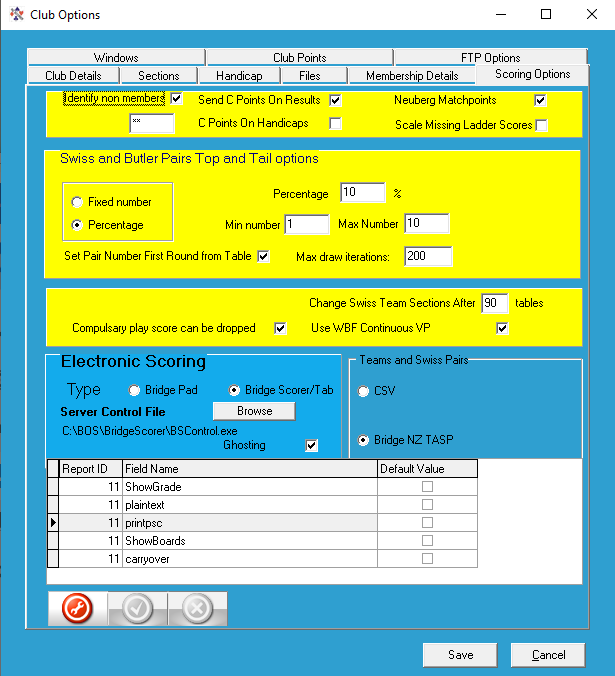 Club Options
Windows Club Points FTP Options
Club Details Sections Handicap Files Membership Details Scoring Options
Identify non members Send C Points On Results Neuberg Matchpoints
** C Points On Handicaps Scale Missing Ladder Scores
Swiss and Butler Pairs Top and Tail options
Fixed number Percentage 10 %
Percentage Min number 1 Max Number 10
Set Pair Number First Round from Table Max draw iterations: 200
Change Swiss Team Sections After 90 tables
Compulsary play score can be dropped Use WBF Continuous VP
Electronic Scoring Teams and Swiss Pairs
Type Bridge Pad Bridge Scorer/Tab CSV
Server Control File Browse
C:\BOS\BridgeScorer\BSControl.exe
Ghosting Bridge NZ TASP
Report ID Field Name Default Value
11 ShowGrade
11 plaintext
11 printpsc
11 ShowBoards
11 carryover
Save Cancel